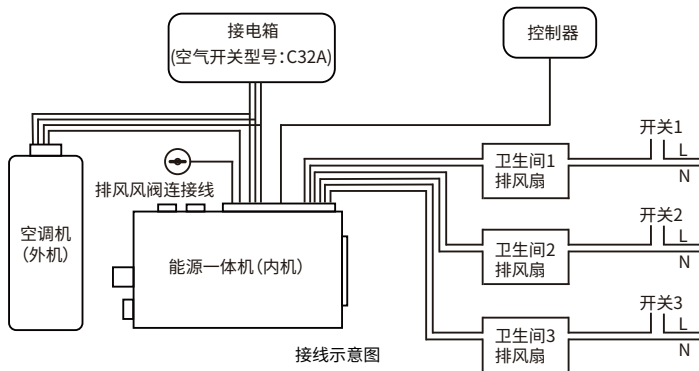 接电箱
(空气开关型号:C32A)
控制器
开关1
L
N
卫生间1
排风扇
排风风阀连接线
开关2
L
N
卫生间2
排风扇
空调机
(外机)
能源一体机(内机)
开关3
L
N
卫生间3
排风扇
接线示意图